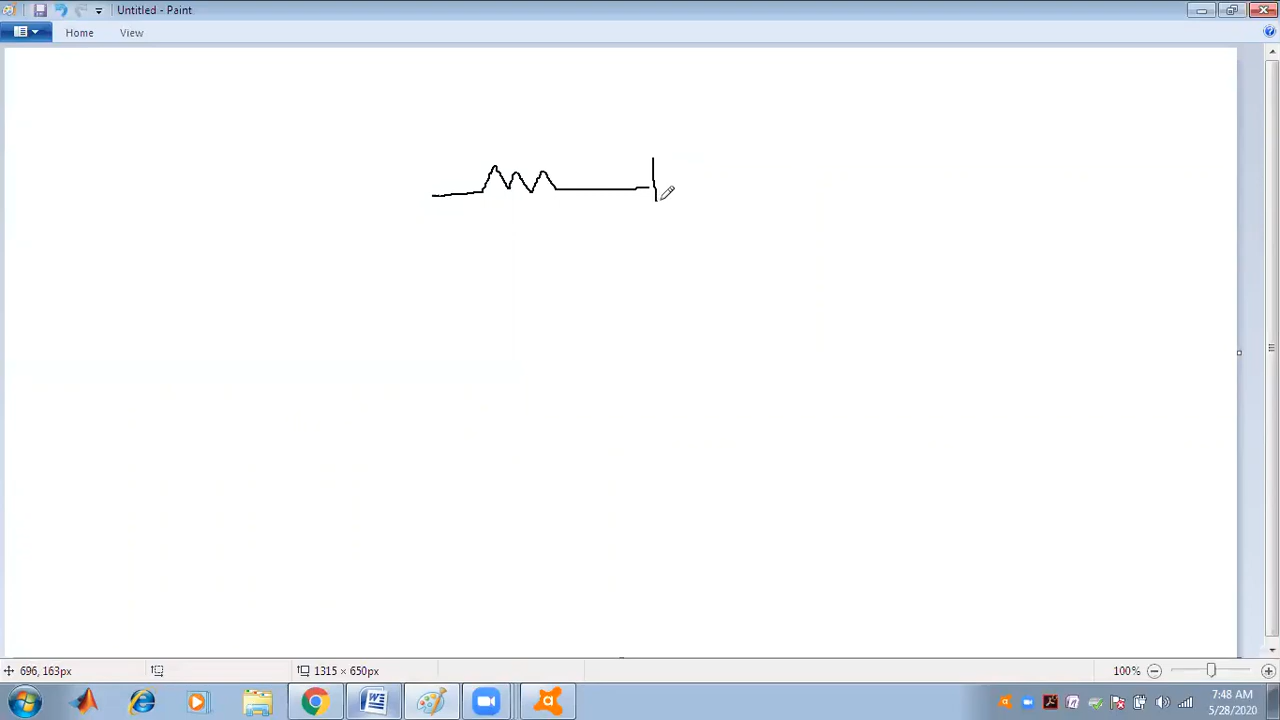 Untitled - Paint
Home View
696, 163px 1315 × 650px 100%
7:48 AM
5/28/2020